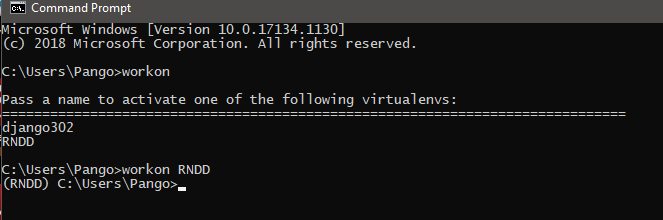 Command Prompt
Microsoft Windows [Version 10.0.17134.1130]
(c) 2018 Microsoft Corporation. All rights reserved.
C:\Users\Pango>workon
Pass a name to activate one of the following virtualenvs:
==============================================================================
django302
RNDD
C:\Users\Pango>workon RNDD
(RNDD) C:\Users\Pango>